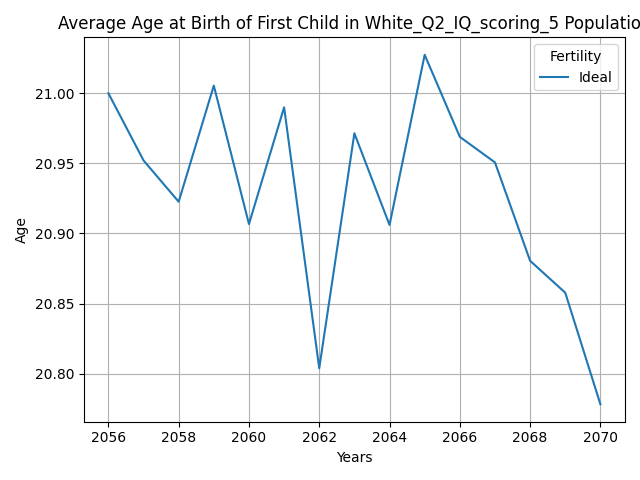 Average Age at Birth of First Child in White_Q2_IQ_scoring_5 Populatio
Fertility
Ideal
21.00
20.95
20.90
20.85
20.80
Age
2056 2058 2060 2062 2064 2066 2068 2070
Years